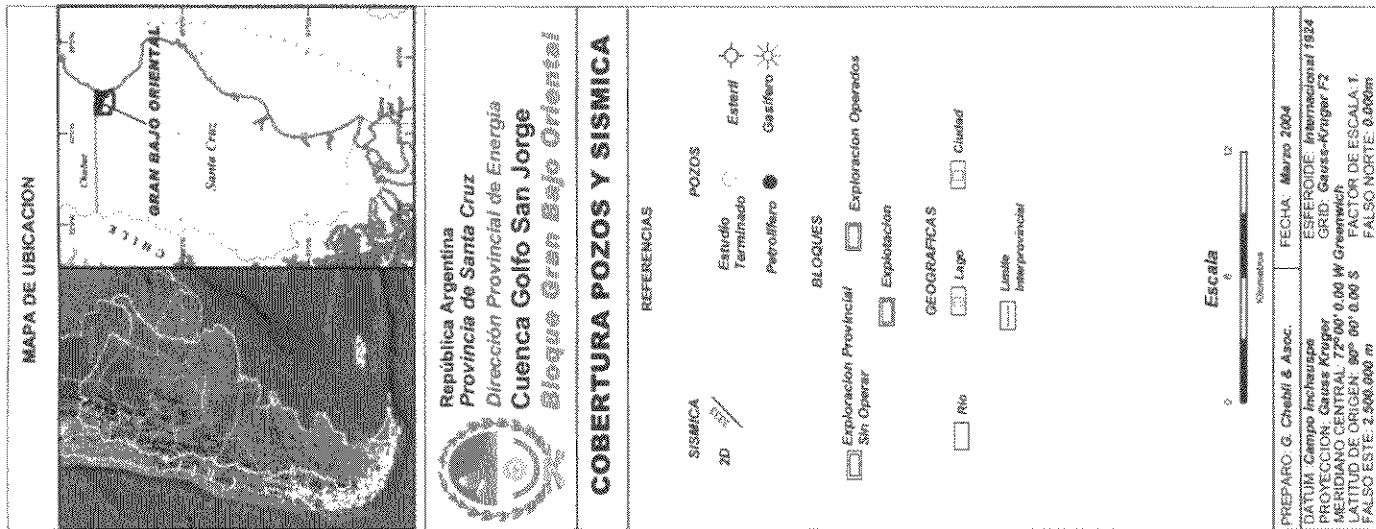 MAPA DE UBICACION
Chubut
CHILE
GRAN BAJO ORIENTAL
Santa Cruz
República Argentina
Provincia de Santa Cruz
Dirección Provincial de Energía
Cuenca Golfo San Jorge
Bloque Gran Bajo Oriental
COBERTURA POZOS Y SISMICA
REFERENCIAS
SISMICA
2D
POZOS
Estudio Terminado
Esteril
Petrolífero
Gasífero
BLOQUES
Exploracion Provincial Sin Operar
Exploracion Operados
Explotacion
GEOGRAFICAS
Rio
Lago
Ciudad
Limite Interprovincial
Escala
0 6 12
Kilometros
PREPARO: G. Chebli & Asoc.
FECHA: Marzo 2004
DATUM: Campo Inchauspe
ESFEROIDE: Internacional 1924
PROYECCION: Gauss Kruger
GRID: Gauss-Kruger F2
MERIDIANO CENTRAL: 72º00' 0.00 W Greenwich
LATITUD DE ORIGEN: 90º 00' 0.00 S
FACTOR DE ESCALA: 1.
FALSO ESTE: 2.500.000 m
FALSO NORTE: 0.000m